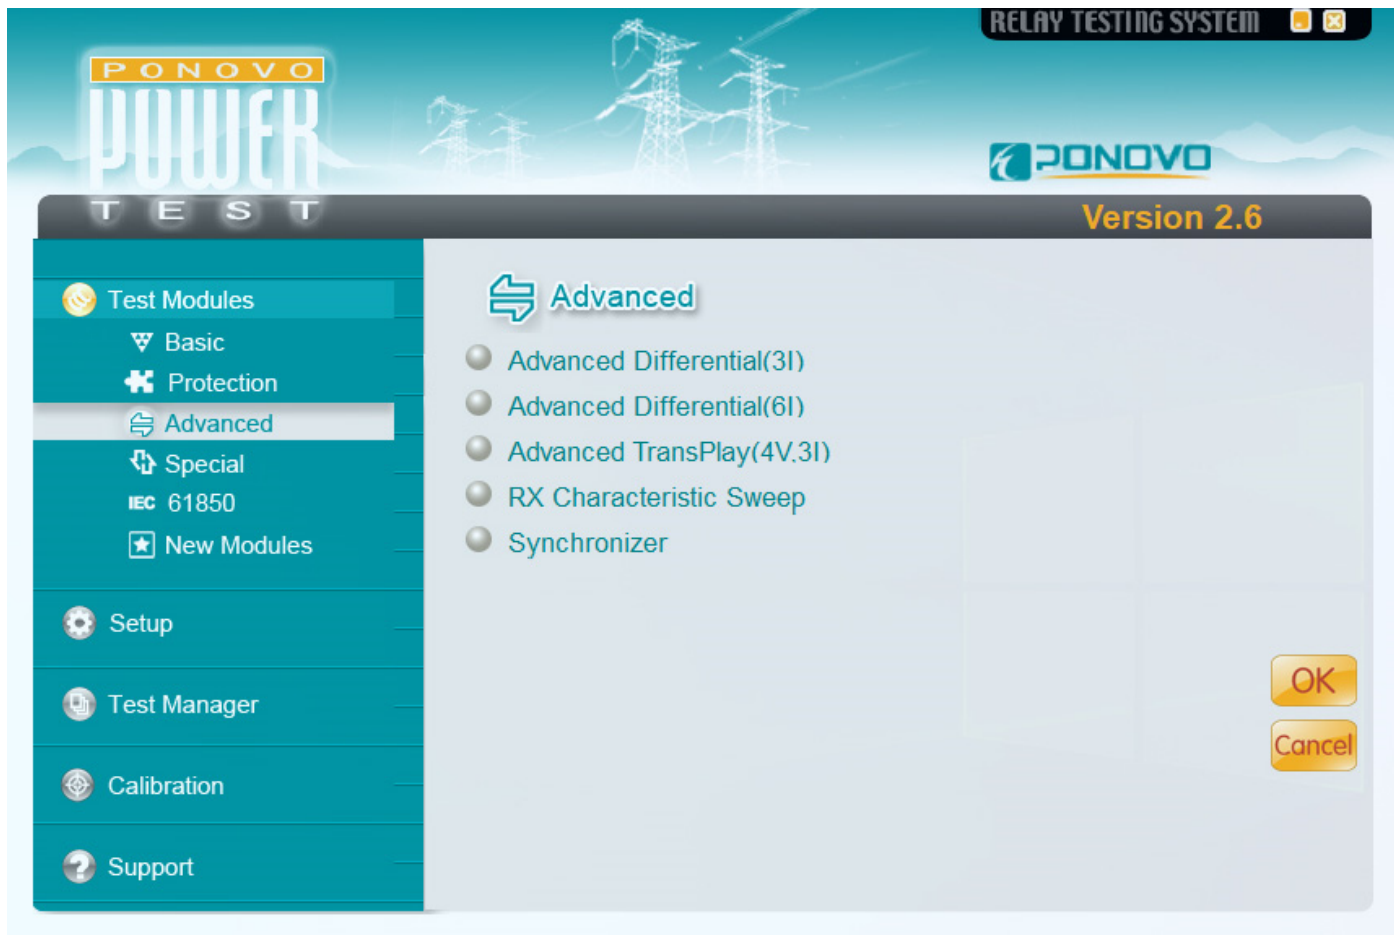 RELAY TESTING SYSTEM
PONOVO
POWER
TEST
PONOVO
Version 2.6
Test Modules
Basic
Protection
Advanced
Special
IEC 61850
New Modules
Setup
Test Manager
Calibration
Support
Advanced
Advanced Differential(3I)
Advanced Differential(6I)
Advanced TransPlay(4V,3I)
RX Characteristic Sweep
Synchronizer
OK
Cancel